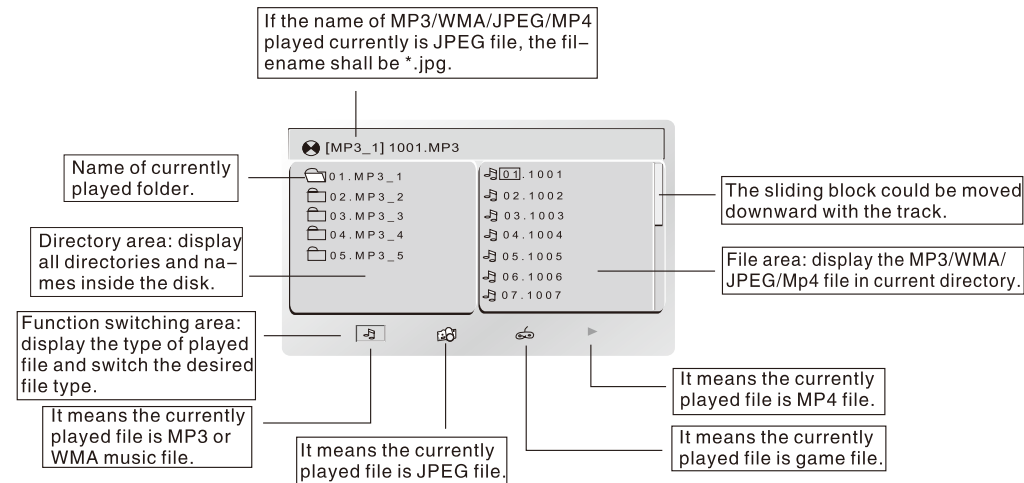 If the name of MP3/WMA/JPEG/MP4
played currently is JPEG file, the fil–
ename shall be *.jpg.
[MP3_1] 1001.MP3
Name of currently
played folder.
01.MP3_1
02.MP3_2
03.MP3_3
04.MP3_4
05.MP3_5
01.1001
02.1002
03.1003
04.1004
05.1005
06.1006
07.1007
The sliding block could be moved
downward with the track.
Directory area: display
all directories and na–
mes inside the disk.
File area: display the MP3/WMA/
JPEG/Mp4 file in current directory.
Function switching area:
display the type of played
file and switch the desired
file type.
It means the currently
played file is MP3 or
WMA music file.
It means the currently
played file is JPEG file.
It means the currently
played file is MP4 file.
It means the currently
played file is game file.